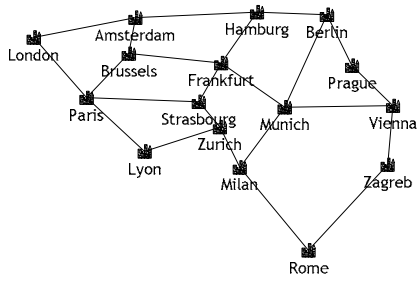 Amsterdam
Hamburg
Berlin
London
Brussels
Frankfurt
Prague
Paris
Strasbourg
Munich
Vienna
Zurich
Lyon
Milan
Zagreb
Rome